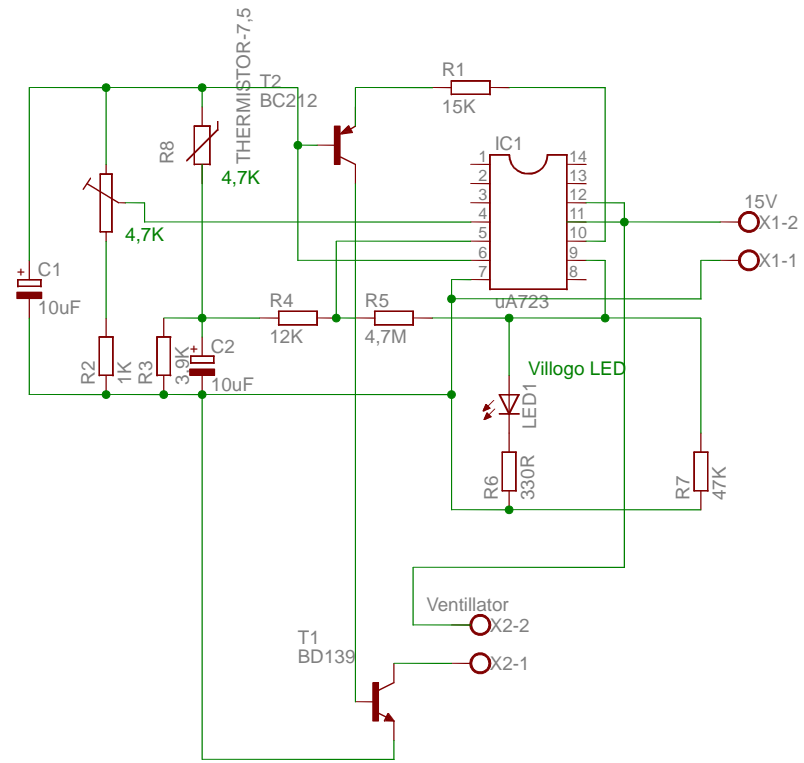 THERMISTOR-7,5
T2
BC212
R1
15K
R8
4,7K
IC1
1
2
3
4
5
6
7
14
13
12
11
10
9
8
uA723
15V
X1-2
X1-1
4,7K
C1
10uF
R4
12K
R5
4,7M
R2
1K
R3
3,9K
C2
10uF
Villogo LED
LED1
R6
330R
R7
47K
Ventillator
X2-2
X2-1
T1
BD139